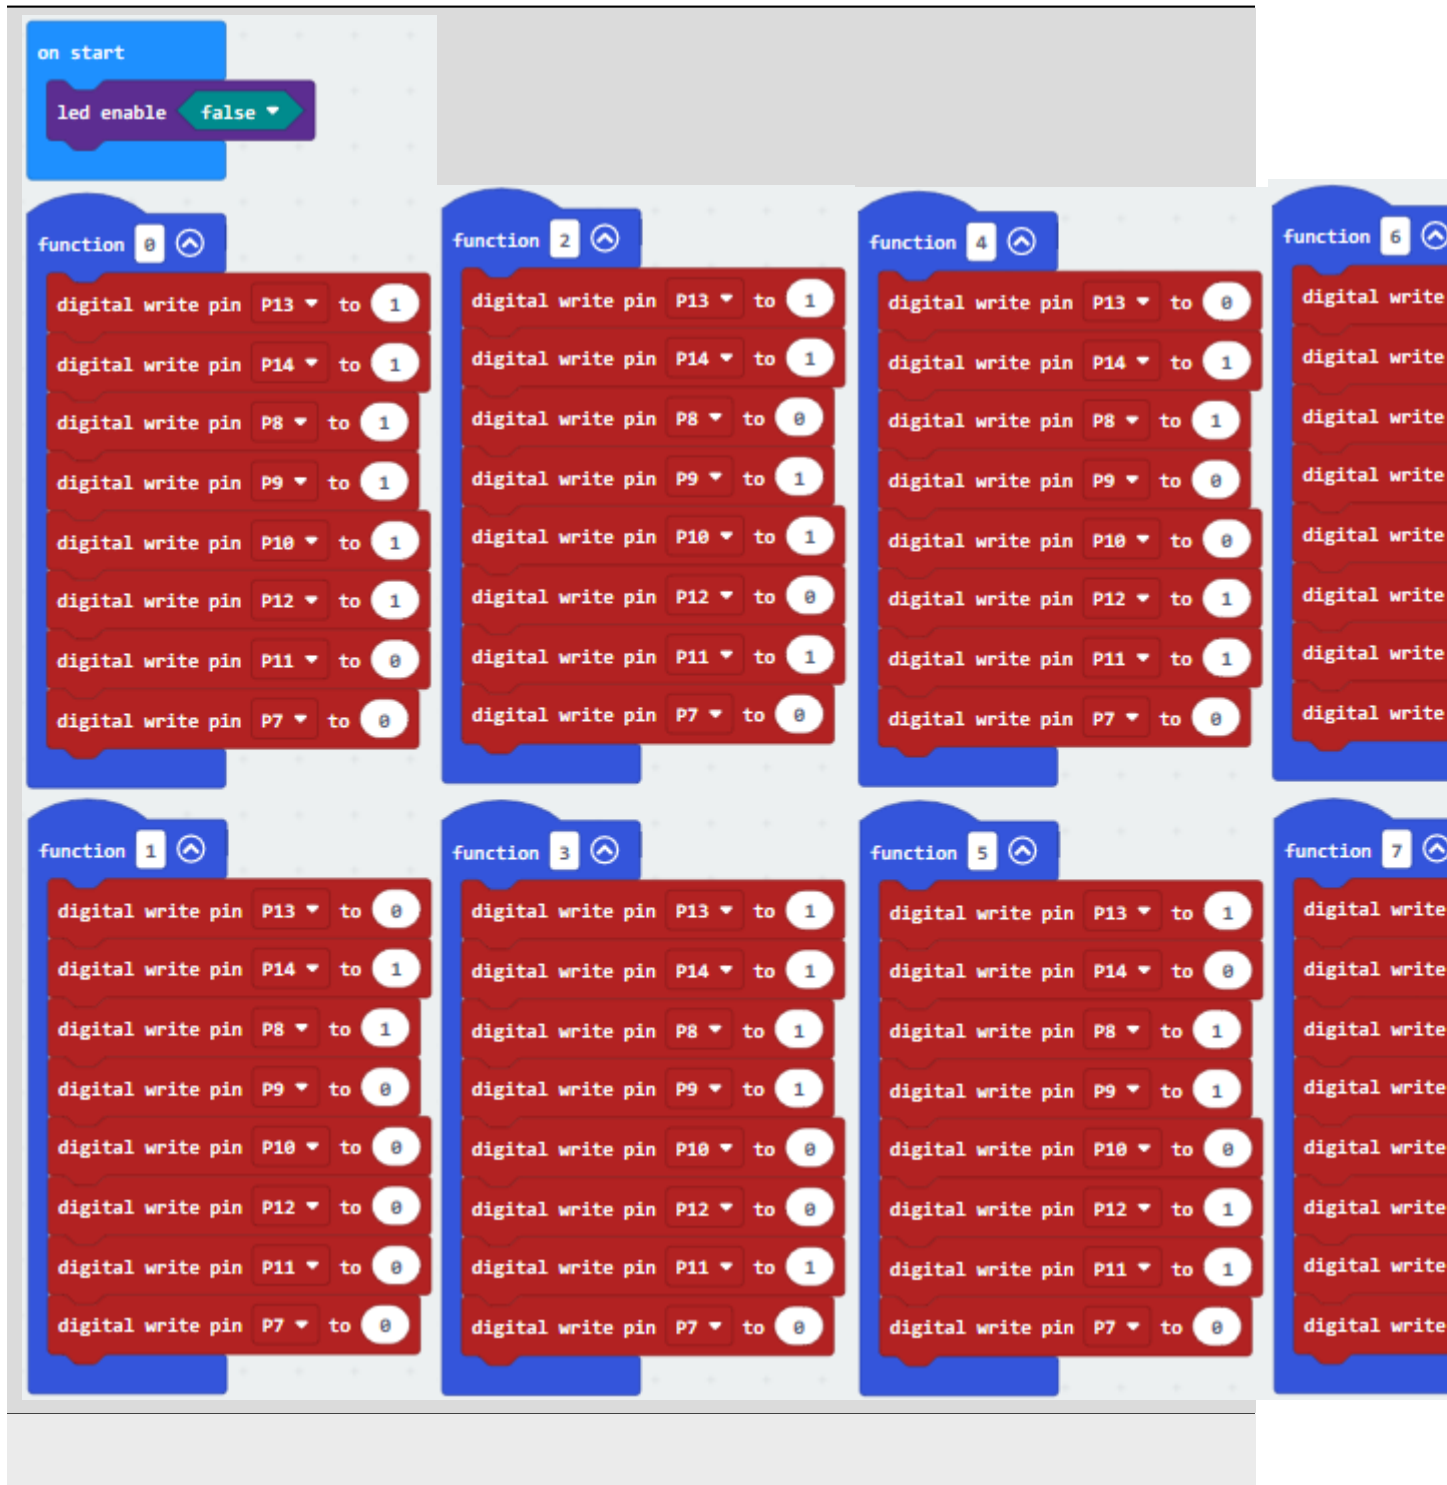 on start
led enable false
function 0
digital write pin P13 to 1
digital write pin P14 to 1
digital write pin P8 to 1
digital write pin P9 to 1
digital write pin P10 to 1
digital write pin P12 to 1
digital write pin P11 to 0
digital write pin P7 to 0
function 2
digital write pin P13 to 1
digital write pin P14 to 1
digital write pin P8 to 0
digital write pin P9 to 1
digital write pin P10 to 1
digital write pin P12 to 0
digital write pin P11 to 1
digital write pin P7 to 0
function 4
digital write pin P13 to 0
digital write pin P14 to 1
digital write pin P8 to 1
digital write pin P9 to 0
digital write pin P10 to 0
digital write pin P12 to 1
digital write pin P11 to 1
digital write pin P7 to 0
function 6
digital write
digital write
digital write
digital write
digital write
digital write
digital write
digital write
function 1
digital write pin P13 to 0
digital write pin P14 to 1
digital write pin P8 to 1
digital write pin P9 to 0
digital write pin P10 to 0
digital write pin P12 to 0
digital write pin P11 to 0
digital write pin P7 to 0
function 3
digital write pin P13 to 1
digital write pin P14 to 1
digital write pin P8 to 1
digital write pin P9 to 1
digital write pin P10 to 0
digital write pin P12 to 0
digital write pin P11 to 1
digital write pin P7 to 0
function 5
digital write pin P13 to 1
digital write pin P14 to 0
digital write pin P8 to 1
digital write pin P9 to 1
digital write pin P10 to 0
digital write pin P12 to 1
digital write pin P11 to 1
digital write pin P7 to 0
function 7
digital write
digital write
digital write
digital write
digital write
digital write
digital write
digital write